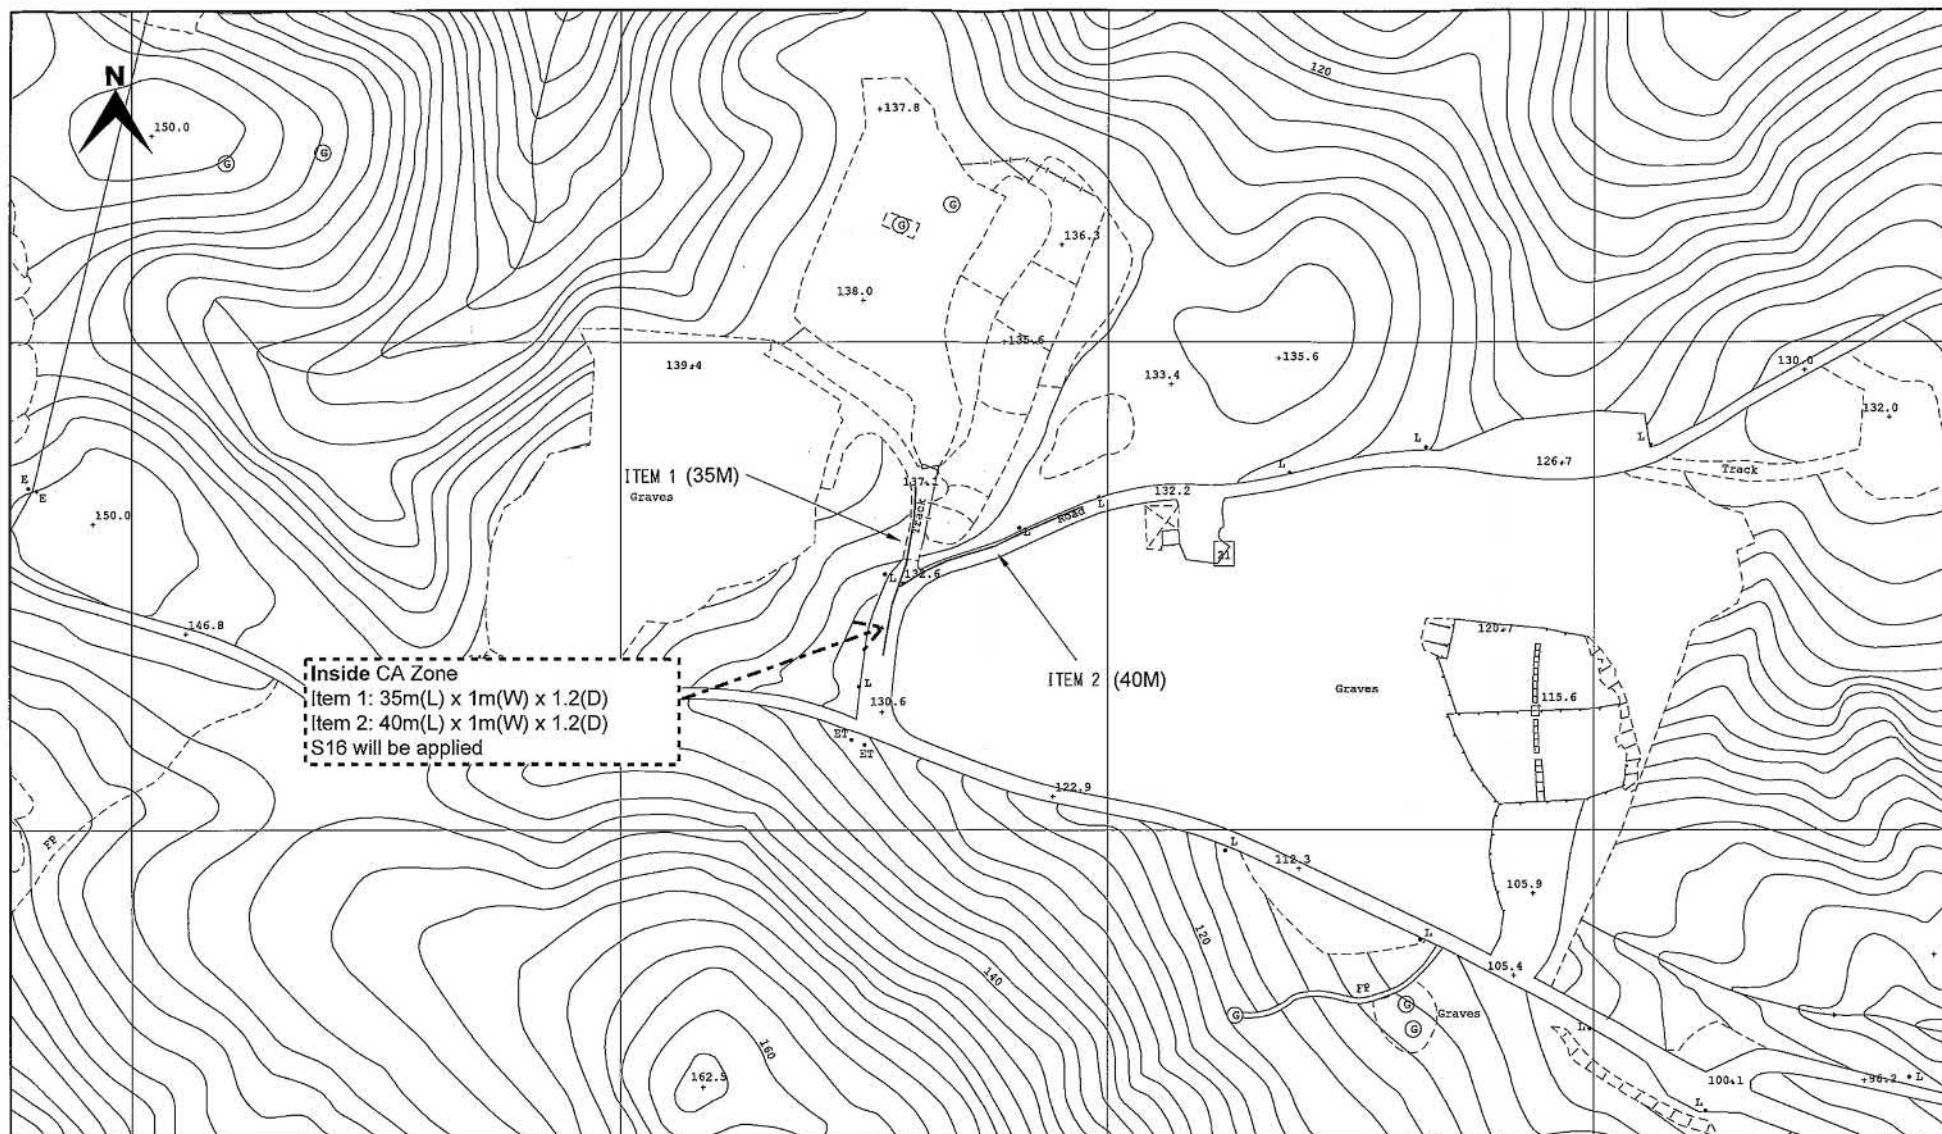 120
N
+137.8
150.0
G
G
G
G
136.3
138.0
135.6
139.4
133.4
+135.6
130.0
132.0
L
L
L
126.7
Track
E
E
ITEM 1 (35M)
137.1
Graves
132.2
L
Road
Track
L
150.0
21
L
132.6
146.8
120.7
Inside CA Zone
Item 1: 35m(L) x 1m(W) x 1.2(D)
Item 2: 40m(L) x 1m(W) x 1.2(D)
S16 will be applied
L
130.6
ITEM 2 (40M)
Graves
115.6
ET
ET
122.9
FP
L
112.3
105.9
120
L
140
105.4
FP
G
G
G
Graves
L
160
162.5
100.1
+96.2
L
L